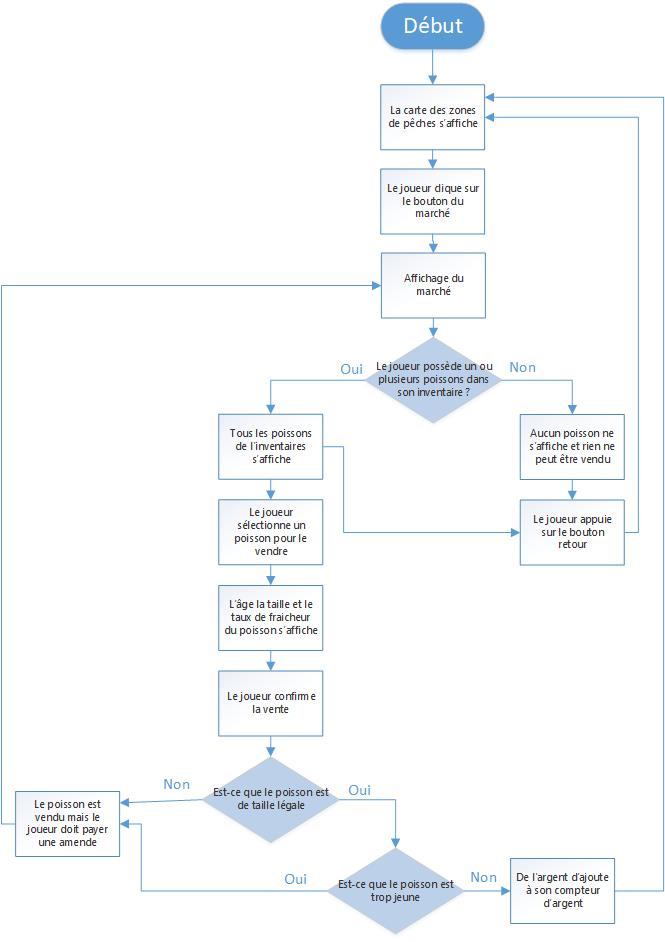 Début
La carte des zones
de pêches s'affiche
Le joueur clique sur
le bouton du
marché
Affichage du
marché
Le joueur possède un ou
plusieurs poissons dans
son inventaire ?
Oui
Non
Tous les poissons
de l'inventaires
s'affiche
Aucun poisson ne
s'affiche et rien ne
peut être vendu
Le joueur
sélectionne un
poisson pour le
vendre
Le joueur appuie
sur le bouton
retour
L'âge la taille et le
taux de fraicheur
du poisson s'affiche
Le joueur confirme
la vente
Est-ce que le poisson est
de taille légale
Non
Oui
Le poisson est
vendu mais le
joueur doit payer
une amende
Est-ce que le poisson est
trop jeune
Oui
Non
De l'argent d'ajoute
à son compteur
d'argent